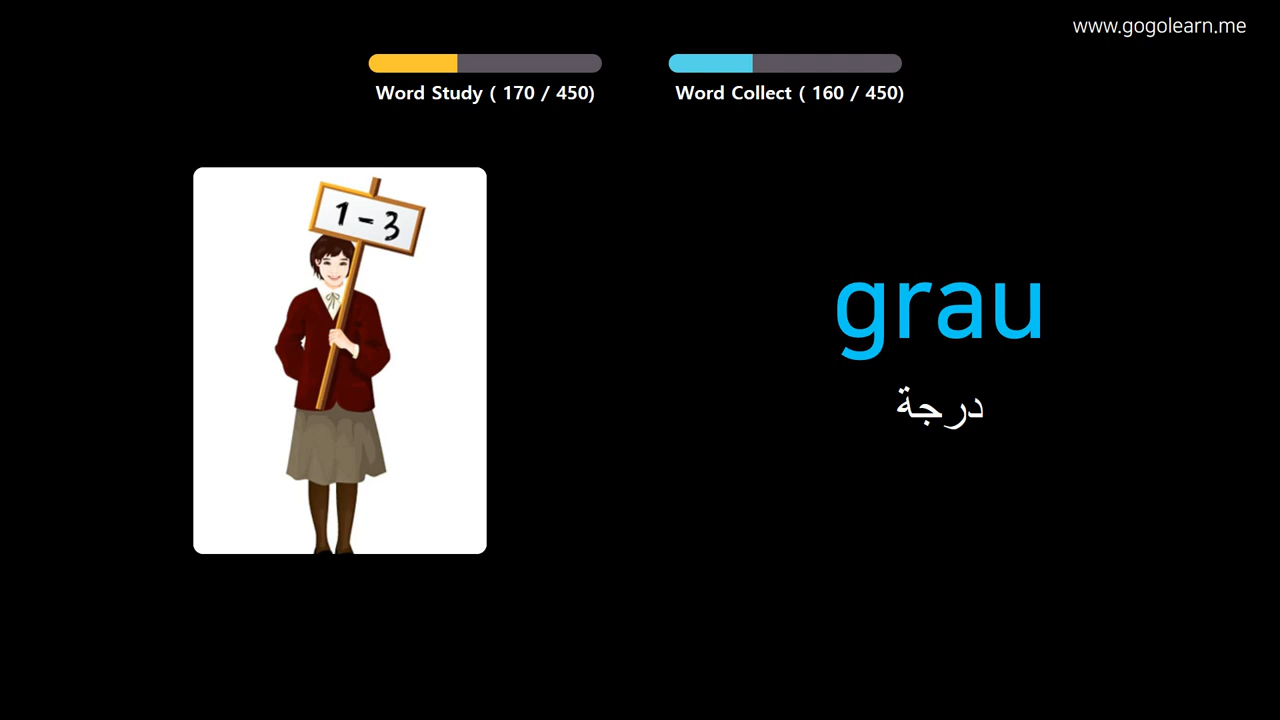 www.gogolearn.me
Word Study ( 170 / 450)
Word Collect ( 160 / 450)
1 - 3
grau
درجة